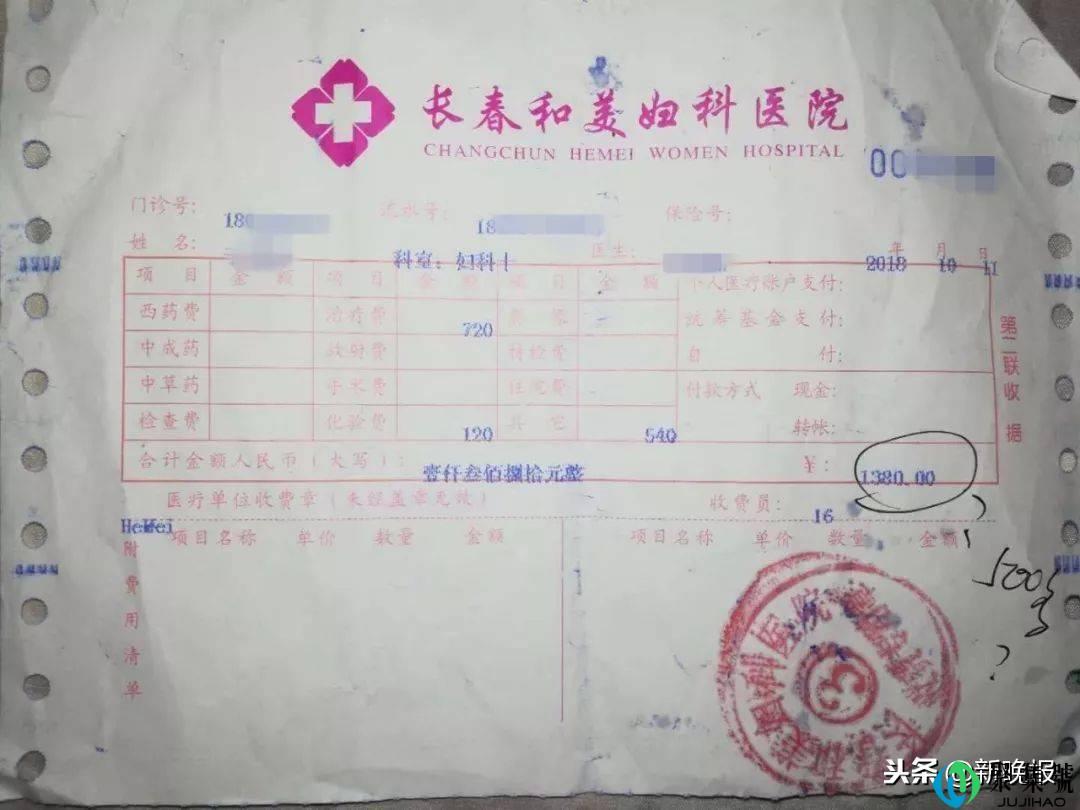 长春和美妇科医院
CHANGCHUN HEMEI WOMEN HOSPITAL
00
门诊号: 180 流水号: 18 保险号:
姓 名: 科室: 妇科十 医生: 2018 年 10 月 11 日
项 目 金 额 项 目 金 额 项 目 金 额 个人医疗账户支付:
西药费 治疗费 720 统筹基金支付:
中成药 放射费 特检费 自 付:
中草药 手术费 住院费 付款方式 现金:
检查费 化验费 120 其 它 540 转帐:
合计金额人民币(大写): 壹仟叁佰捌拾元整 ¥: 1380.00
医疗单位收费章(未经盖章无效) 收费员: 16
第二联收据
HeMei
项目名称 单价 数量 金额 项目名称 单价 数量 金额
附费用清单
?
头条 @新晚报
聚集號
JUJIHAO